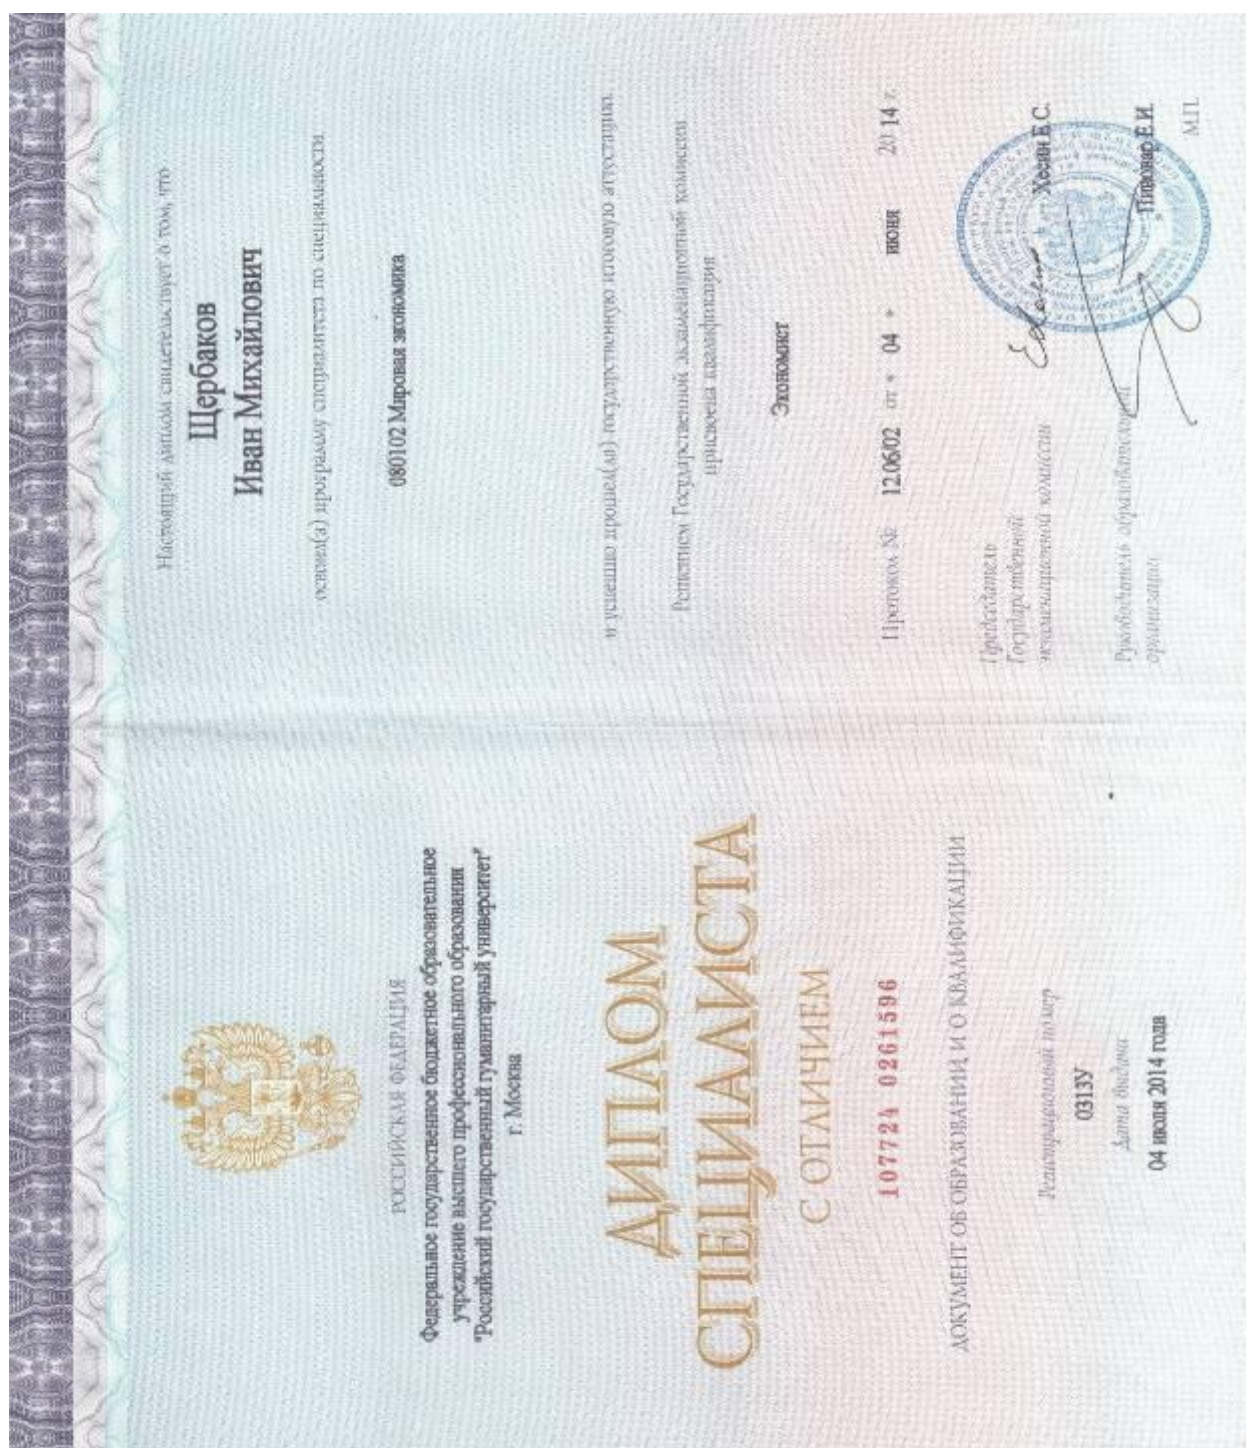 РОССИЙСКАЯ ФЕДЕРАЦИЯ
Федеральное государственное бюджетное образовательное
учреждение высшего профессионального образования
"Российский государственный гуманитарный университет"
г. Москва
ДИПЛОМ
СПЕЦИАЛИСТА
С ОТЛИЧИЕМ
107724 0261596
ДОКУМЕНТ ОБ ОБРАЗОВАНИИ И О КВАЛИФИКАЦИИ
Регистрационный номер
0313У
Дата выдачи
04 июля 2014 года
Настоящий диплом свидетельствует о том, что
Щербаков
Иван Михайлович
освоил(а) программу специалитета по специальности
080102 Мировая экономика
и успешно прошел(ла) государственную итоговую аттестацию.
Решением Государственной экзаменационной комиссии
присвоена квалификация
Экономист
Протокол № 12.06/02 от « 04 » июня 2014 г.
Председатель
Государственной
экзаменационной комиссии
Хесин Е.С.
Руководитель образовательной
организации
Пивовар Е.И.
М.П.